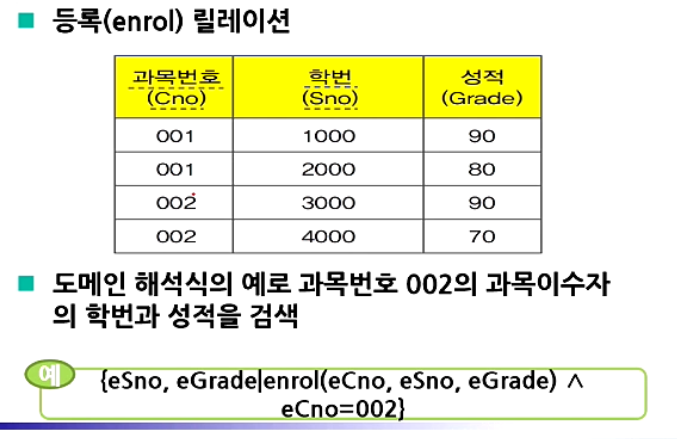 등록(enrol) 릴레이션
과목번호 학번 성적
(Cno) (Sno) (Grade)
001 1000 90
001 2000 80
002 3000 90
002 4000 70
도메인 해석식의 예로 과목번호 002의 과목이수자
의 학번과 성적을 검색
예
{eSno, eGrade|enrol(eCno, eSno, eGrade) ∧
eCno=002}